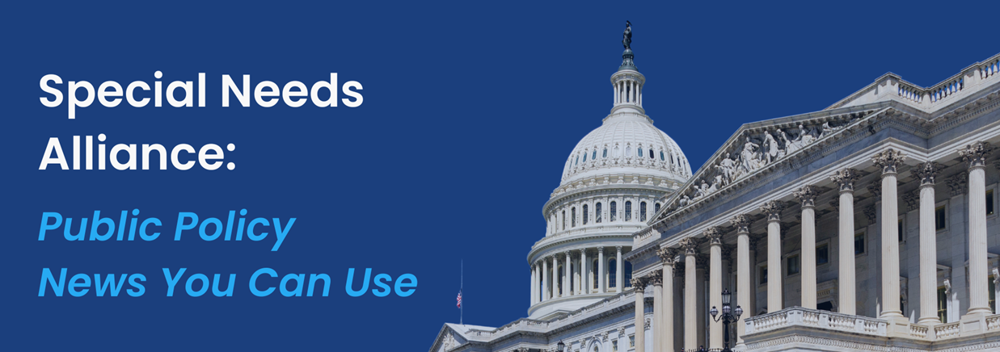 Special Needs
Alliance:
Public Policy
News You Can Use